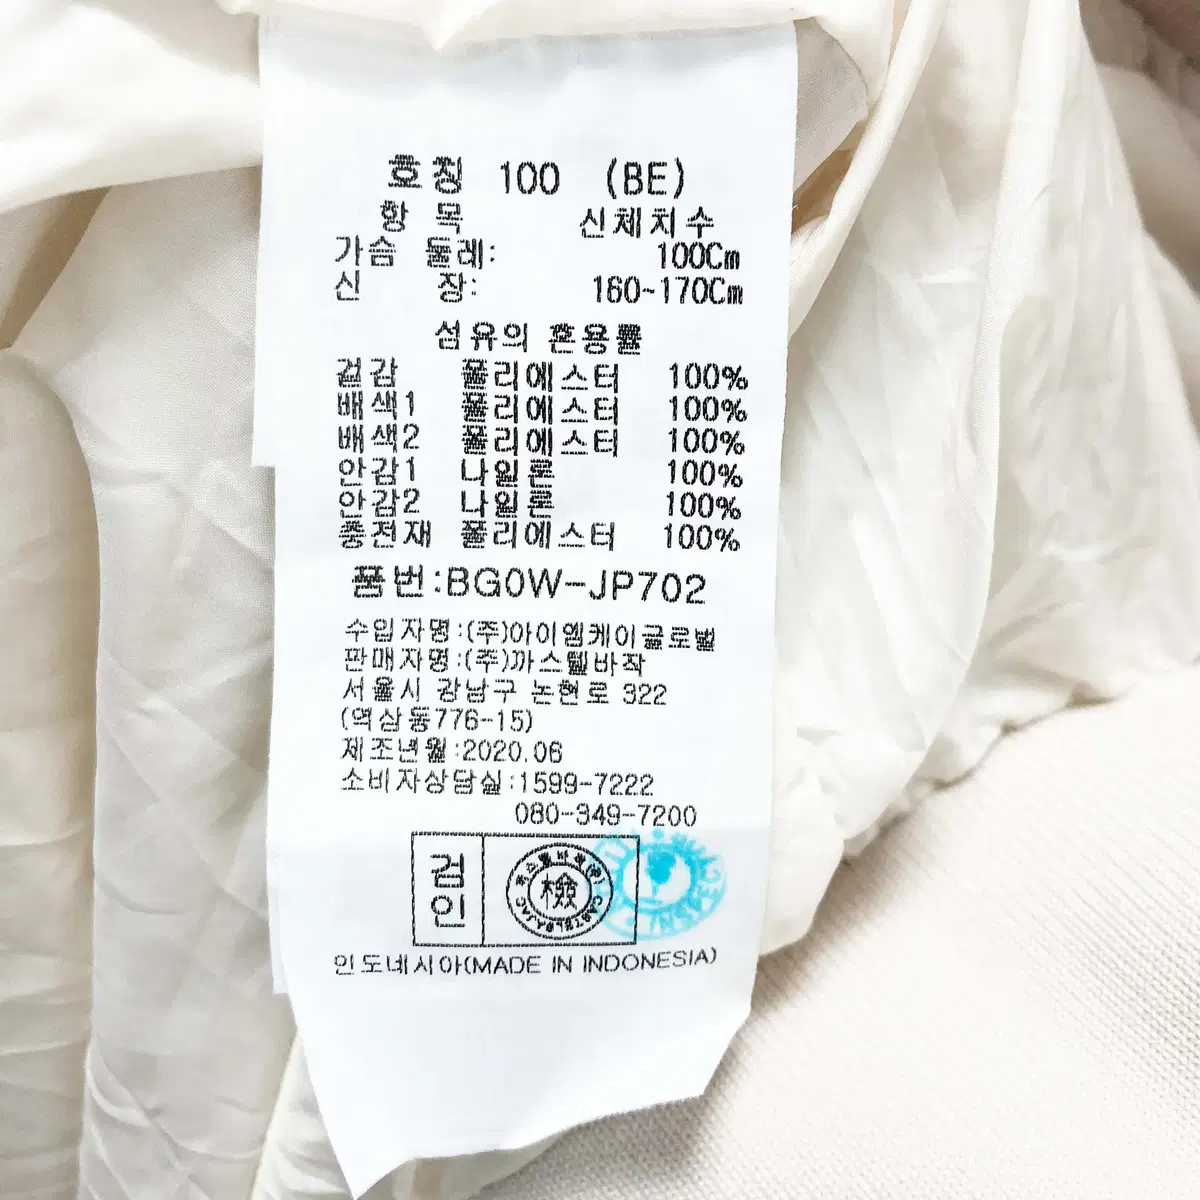 호칭 100 (BE)
항 목 신체치수
가슴 둘레: 100Cm
신 장: 160~170Cm
섬유의 혼용률
겉감 폴리에스터 100%
배색1 폴리에스터 100%
배색2 폴리에스터 100%
안감1 나일론 100%
안감2 나일론 100%
충전재 폴리에스터 100%
품번:BG0W-JP702
수입자명:(주)아이엠케이글로벌
판매자명:(주)까스텔바작
서울시 강남구 논현로 322
(역삼동776-15)
제조년월:2020.06
소비자상담실:1599-7222
080-349-7200
검인
檢
INSPEC
인도네시아(MADE IN INDONESIA)